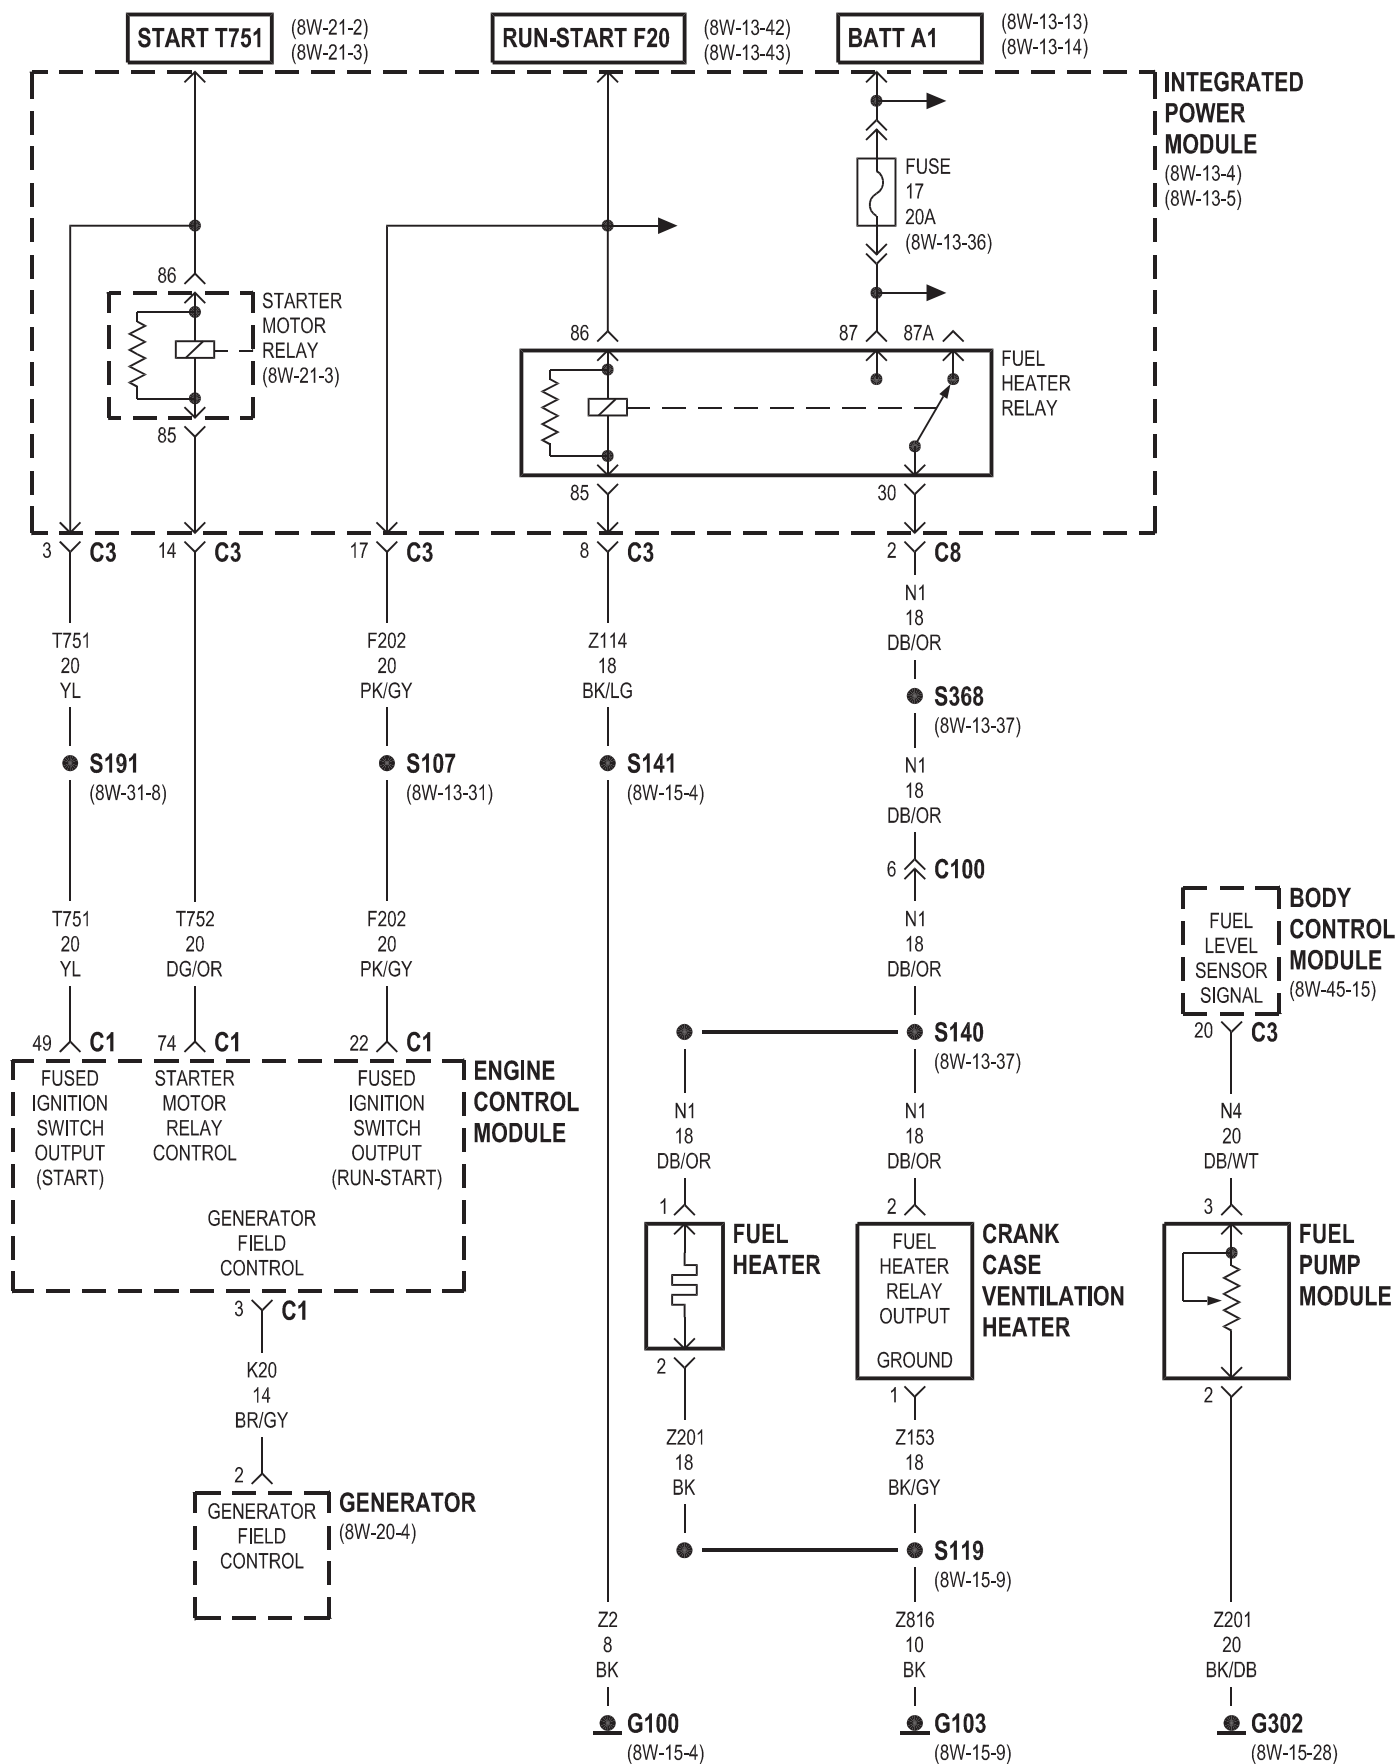 START T751
(8W-21-2)
(8W-21-3)
RUN-START F20
(8W-13-42)
(8W-13-43)
BATT A1
(8W-13-13)
(8W-13-14)
INTEGRATED
POWER
MODULE
(8W-13-4)
(8W-13-5)
FUSE
17
20A
(8W-13-36)
86
STARTER
MOTOR
RELAY
(8W-21-3)
85
86
87
87A
FUEL
HEATER
RELAY
85
30
3
C3
14
C3
17
C3
8
C3
2
C8
T751
20
YL
F202
20
PK/GY
Z114
18
BK/LG
N1
18
DB/OR
S368
(8W-13-37)
S191
(8W-31-8)
S107
(8W-13-31)
S141
(8W-15-4)
N1
18
DB/OR
6
C100
T751
20
YL
T752
20
DG/OR
F202
20
PK/GY
N1
18
DB/OR
FUEL
LEVEL
SENSOR
SIGNAL
BODY
CONTROL
MODULE
(8W-45-15)
20
C3
49
C1
74
C1
22
C1
S140
(8W-13-37)
FUSED
IGNITION
SWITCH
OUTPUT
(START)
STARTER
MOTOR
RELAY
CONTROL
FUSED
IGNITION
SWITCH
OUTPUT
(RUN-START)
ENGINE
CONTROL
MODULE
GENERATOR
FIELD
CONTROL
N1
18
DB/OR
N1
18
DB/OR
N4
20
DB/WT
1
FUEL
HEATER
2
2
FUEL
HEATER
RELAY
OUTPUT
GROUND
CRANK
CASE
VENTILATION
HEATER
1
3
FUEL
PUMP
MODULE
2
3
C1
K20
14
BR/GY
2
GENERATOR
FIELD
CONTROL
GENERATOR
(8W-20-4)
Z201
18
BK
Z153
18
BK/GY
S119
(8W-15-9)
Z2
8
BK
Z816
10
BK
Z201
20
BK/DB
G100
(8W-15-4)
G103
(8W-15-9)
G302
(8W-15-28)